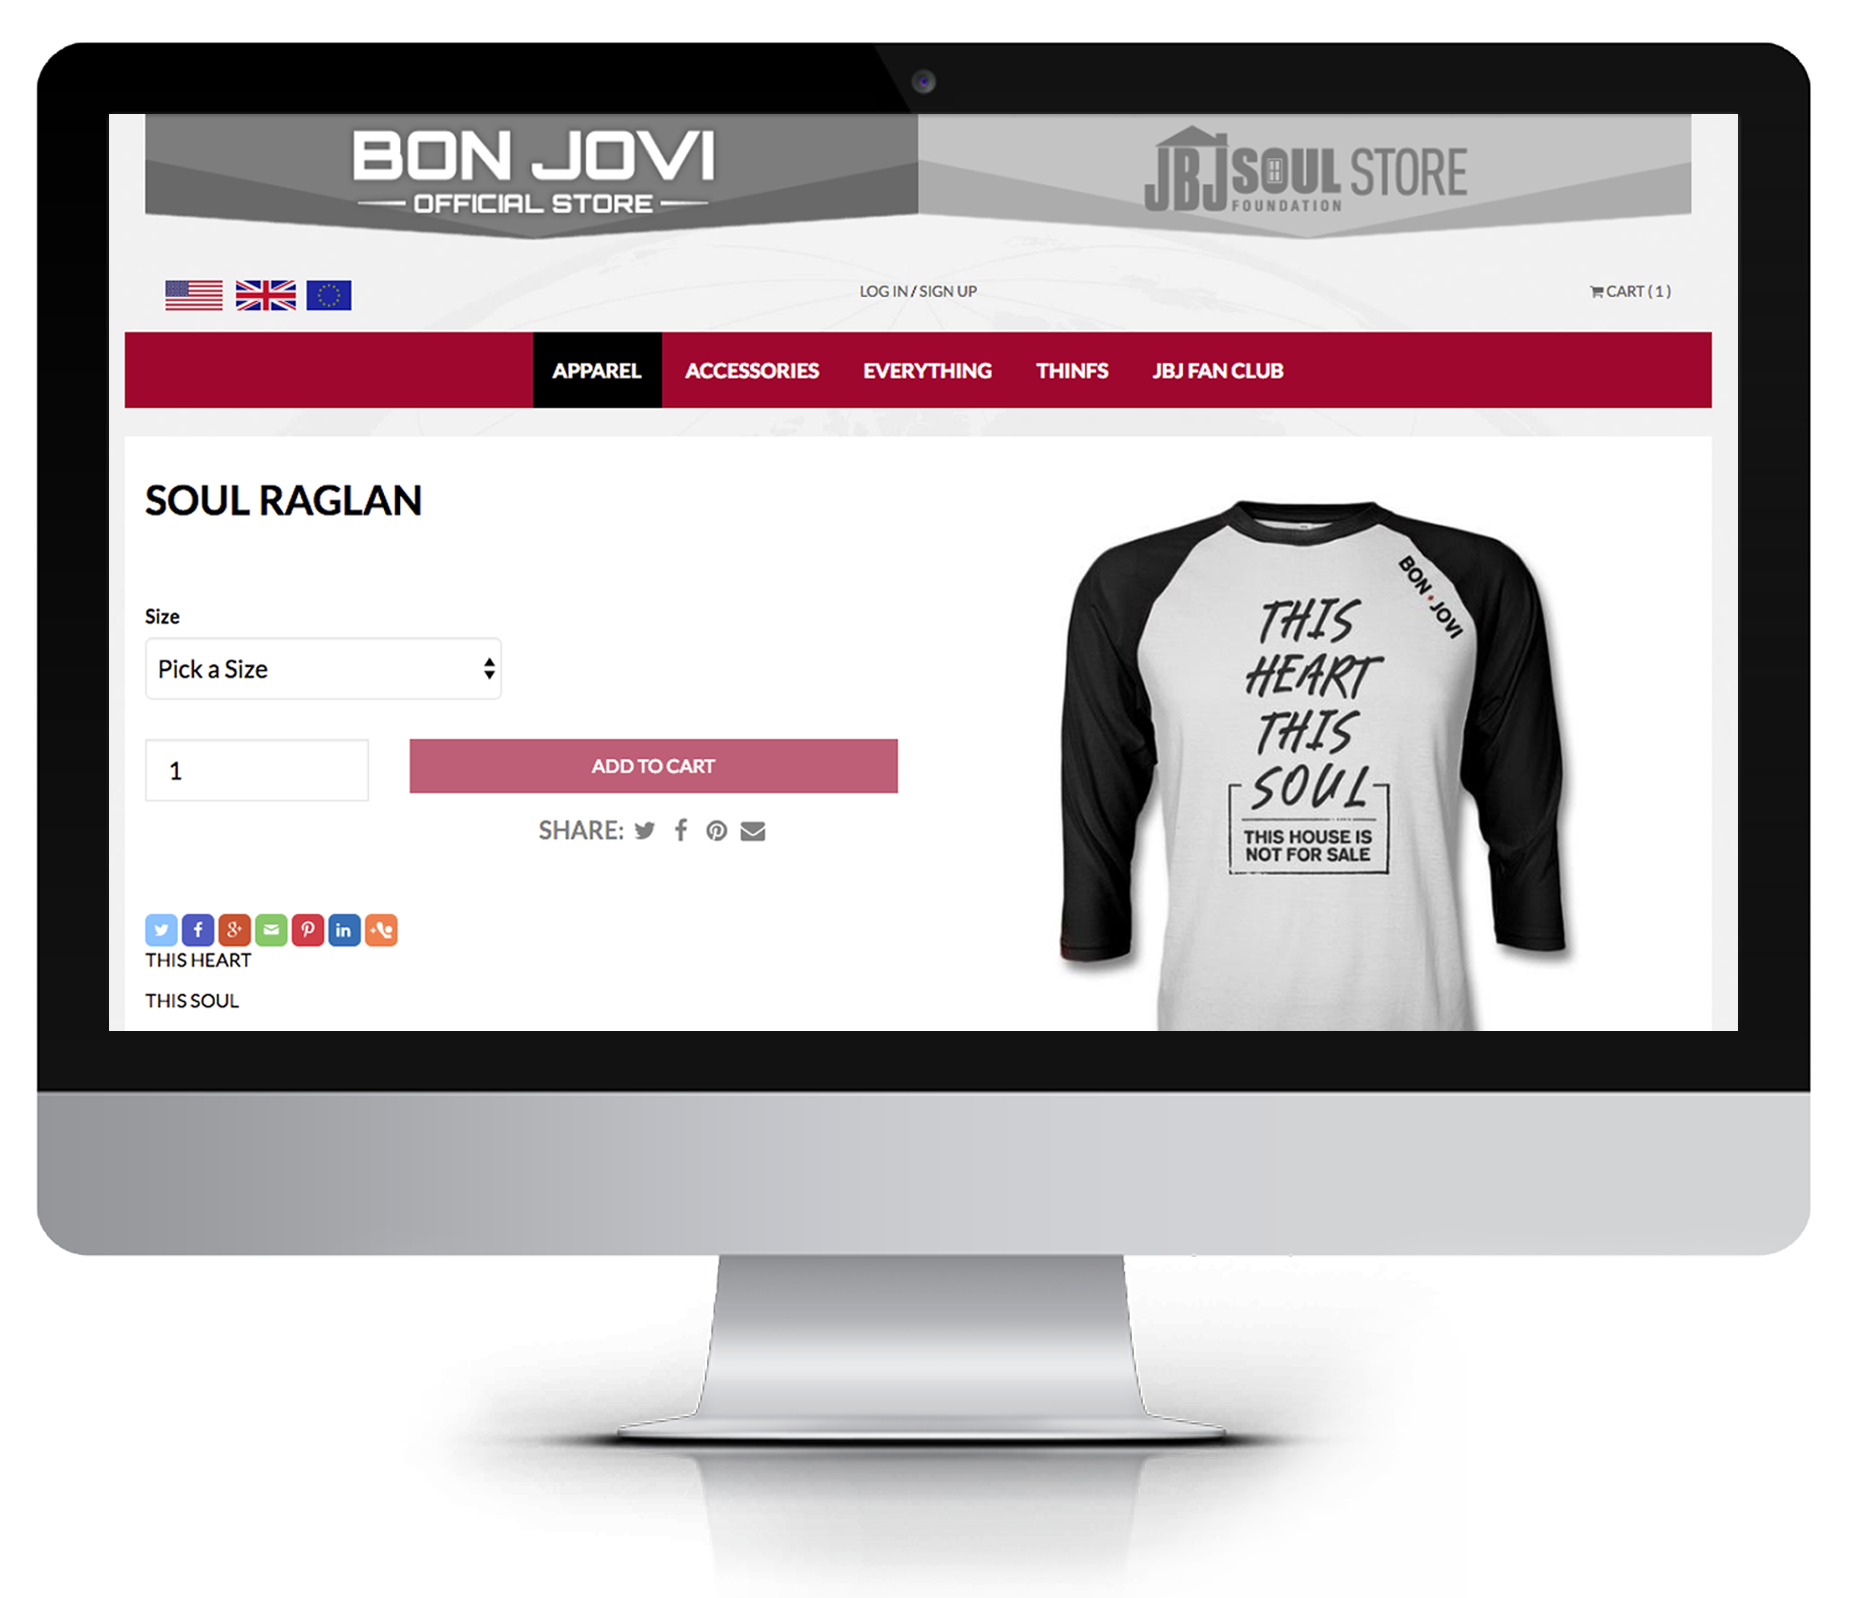 BON JOVI
OFFICIAL STORE
JBJ SOUL STORE
FOUNDATION
LOG IN / SIGN UP
CART ( 1 )
APPAREL
ACCESSORIES
EVERYTHING
THINFS
JBJ FAN CLUB
SOUL RAGLAN
Size
Pick a Size
1
ADD TO CART
SHARE:
THIS HEART
THIS SOUL
BON JOVI
THIS
HEART
THIS
SOUL
THIS HOUSE IS
NOT FOR SALE